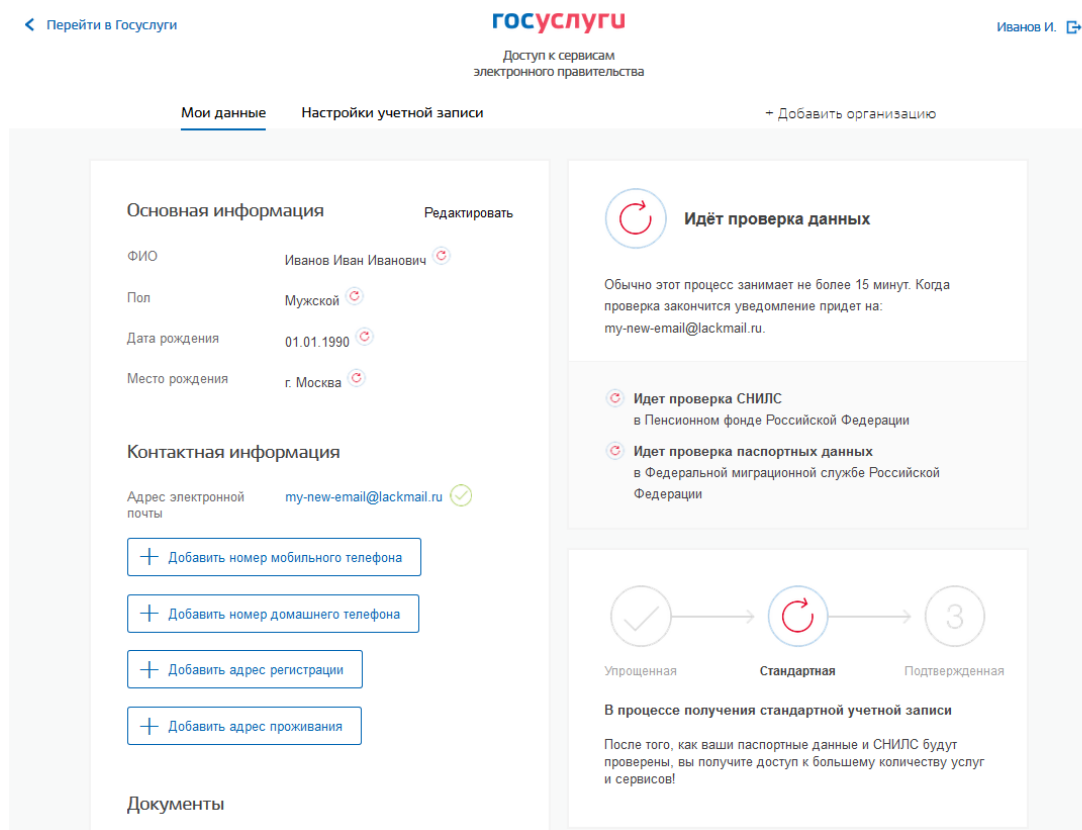 Перейти в Госуслуги
госуслуги
Иванов И.
Доступ к сервисам
электронного правительства
Мои данные
Настройки учетной записи
+ Добавить организацию
Основная информация
Редактировать
ФИО
Иванов Иван Иванович
Пол
Мужской
Дата рождения
01.01.1990
Место рождения
г. Москва
Контактная информация
Адрес электронной
почты
my-new-email@lackmail.ru
Добавить номер мобильного телефона
Добавить номер домашнего телефона
Добавить адрес регистрации
Добавить адрес проживания
Документы
Идёт проверка данных
Обычно этот процесс занимает не более 15 минут. Когда
проверка закончится уведомление придет на:
my-new-email@lackmail.ru.
Идет проверка СНИЛС
в Пенсионном фонде Российской Федерации
Идет проверка паспортных данных
в Федеральной миграционной службе Российской
Федерации
3
Упрощенная
Стандартная
Подтвержденная
В процессе получения стандартной учетной записи
После того, как ваши паспортные данные и СНИЛС будут
проверены, вы получите доступ к большему количеству услуг
и сервисов!